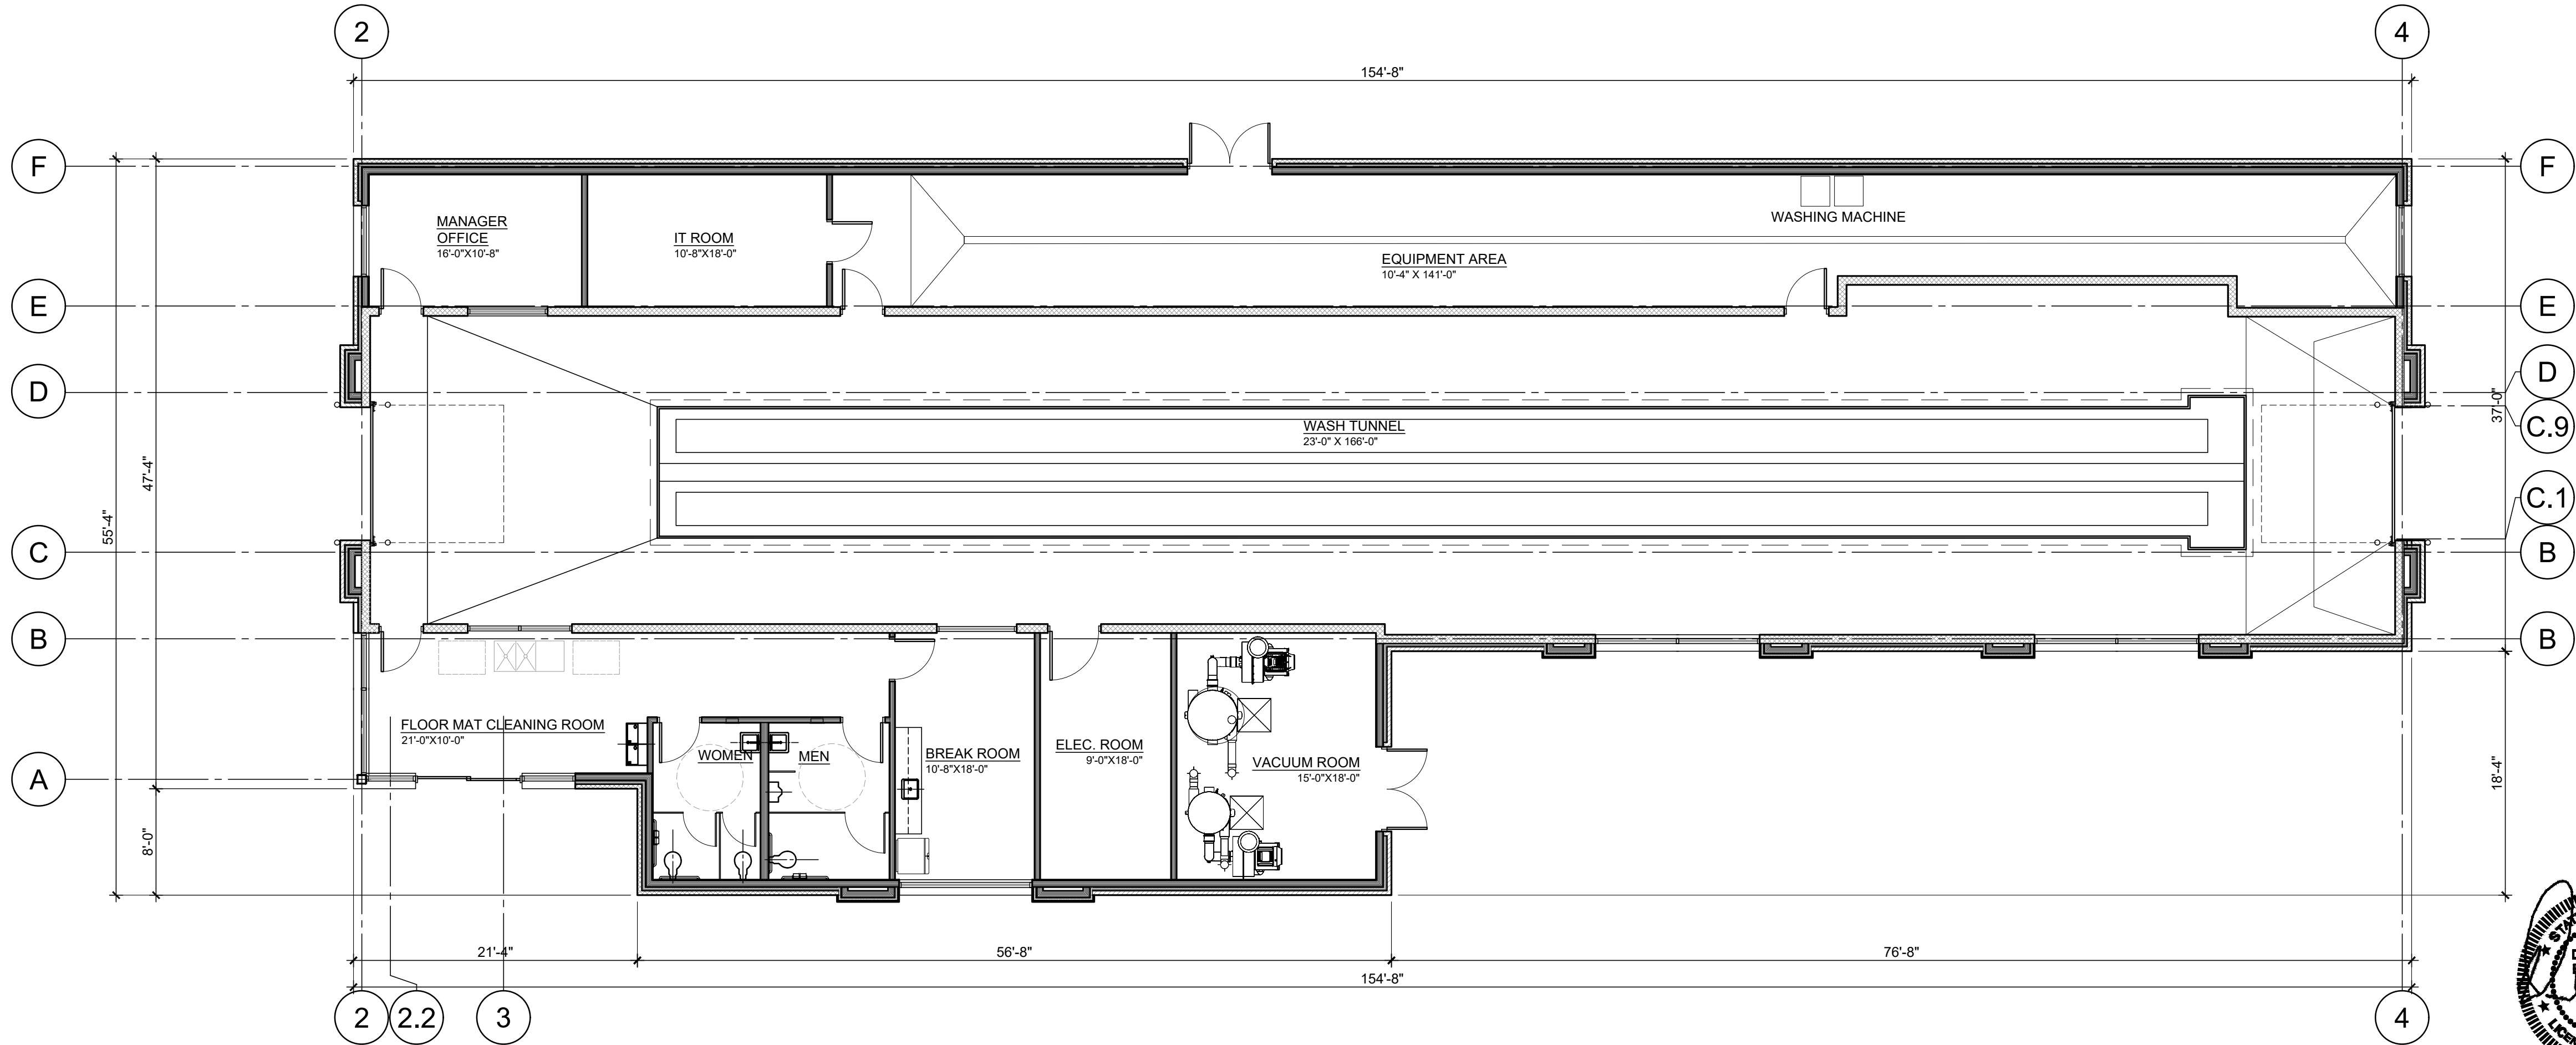 2
4
154'-8"
F
F
MANAGER
OFFICE
16'-0"X10'-8"
IT ROOM
10'-8"X18'-0"
WASHING MACHINE
EQUIPMENT AREA
10'-4" X 141'-0"
E
E
D
D
37'-0"
C.9
WASH TUNNEL
23'-0" X 166'-0"
47'-4"
55'-4"
C.1
C
B
B
B
FLOOR MAT CLEANING ROOM
21'-0"X10'-0"
WOMEN
MEN
BREAK ROOM
10'-8"X18'-0"
ELEC. ROOM
9'-0"X18'-0"
VACUUM ROOM
15'-0"X18'-0"
A
18'-4"
8'-0"
21'-4"
56'-8"
76'-8"
154'-8"
2
2.2
3
4